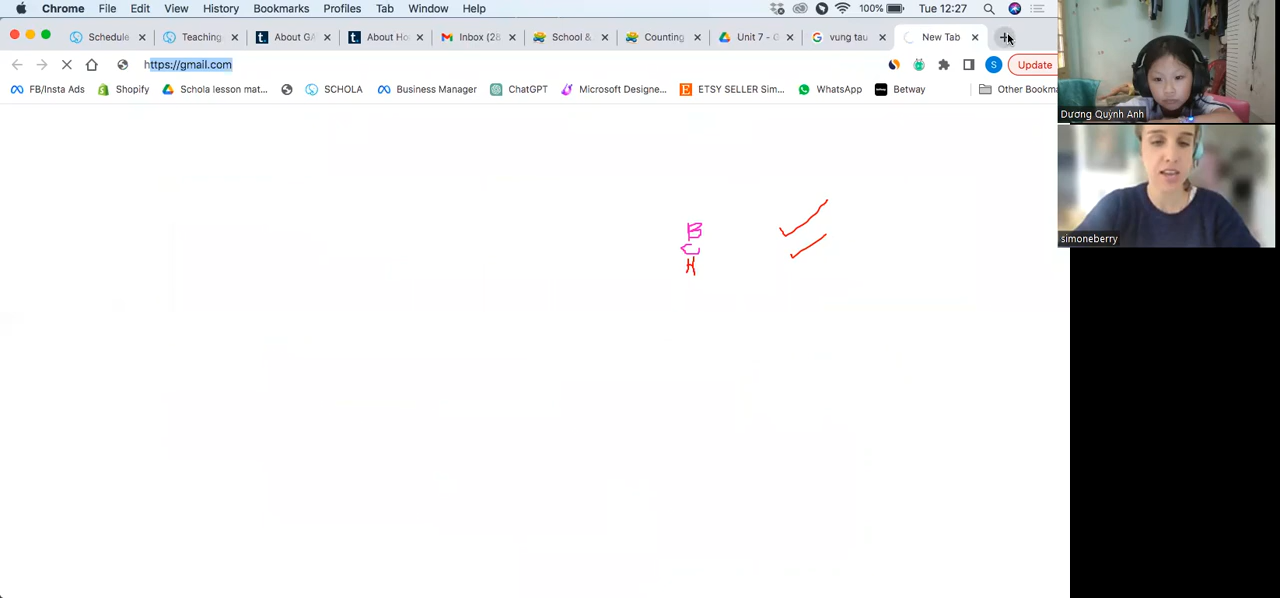 Chrome File Edit View History Bookmarks Profiles Tab Window Help 100% Tue 12:27
Schedule Teaching About GA About Ho Inbox (28 School & Counting Unit 7 - G vung tau New Tab
https://gmail.com Update
FB/Insta Ads Shopify Schola lesson mat... SCHOLA Business Manager ChatGPT Microsoft Designe... ETSY SELLER Sim... WhatsApp Betway Other Bookma
Dương Quỳnh Anh
B
C
H
simoneberry